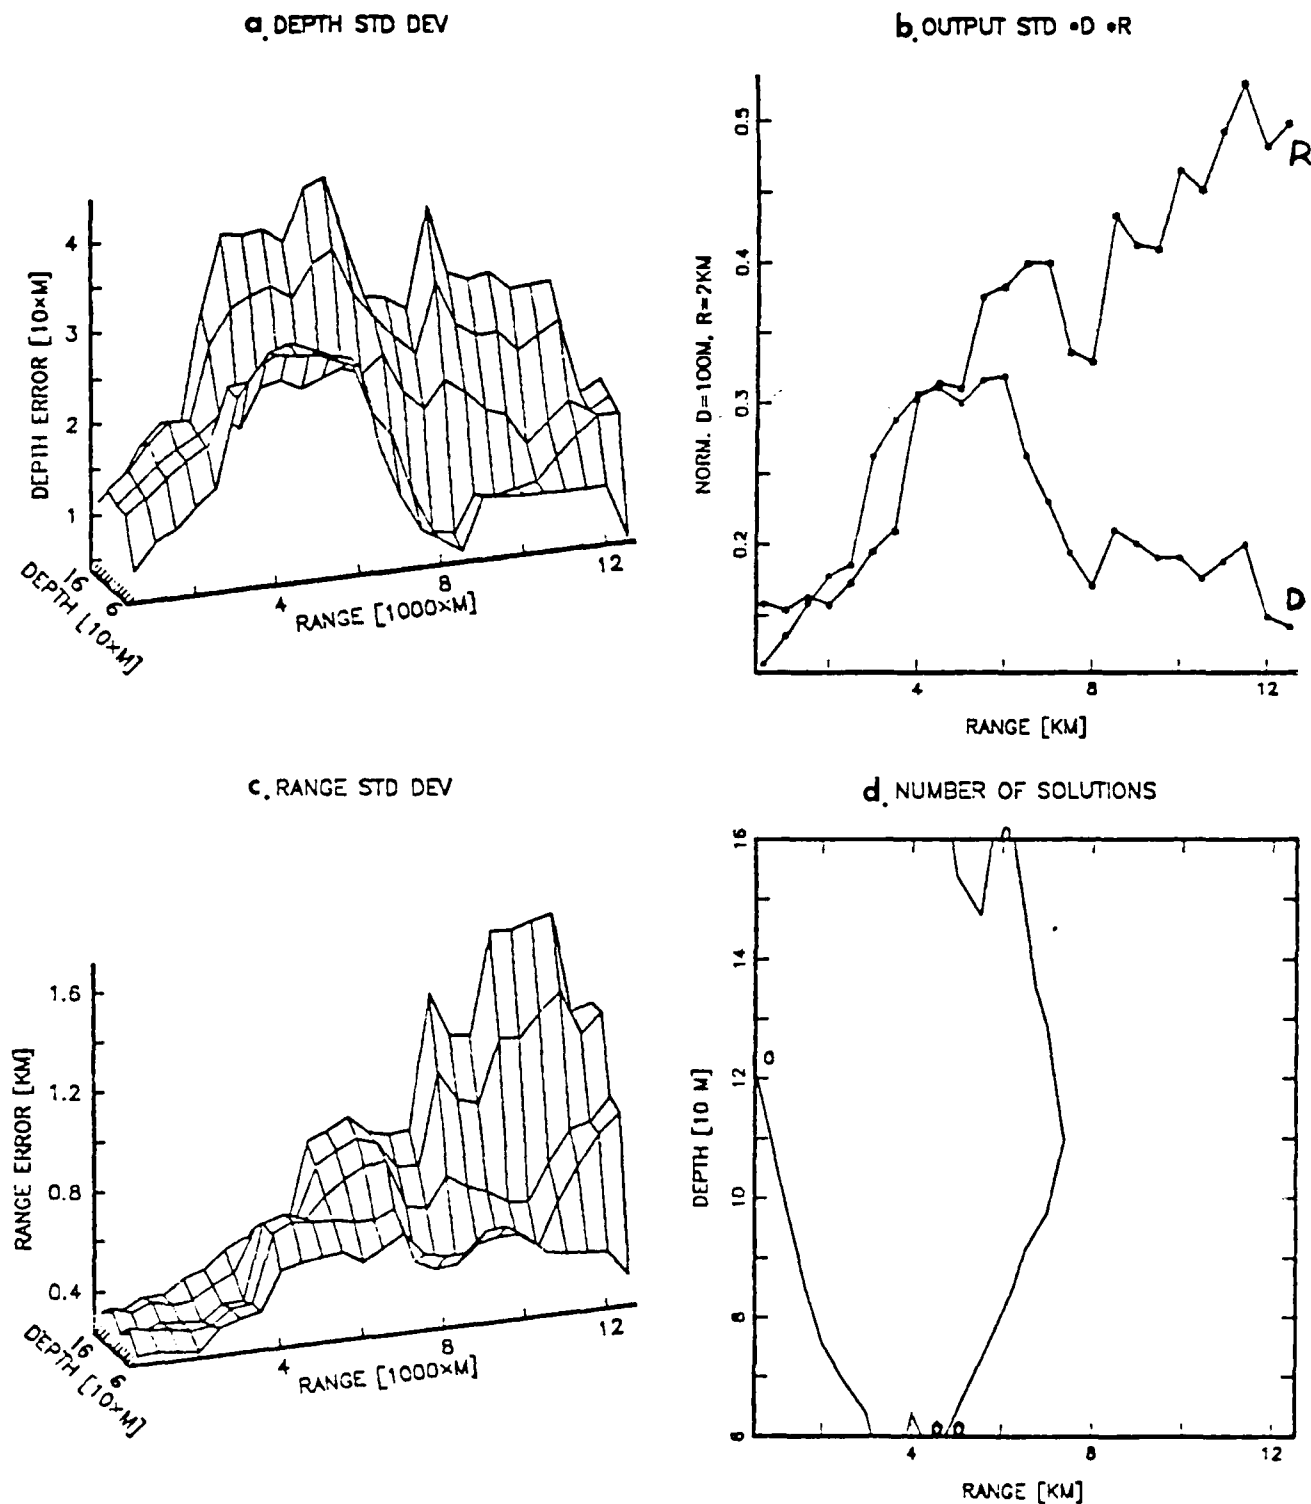 a. DEPTH STD DEV
DEPTH ERROR [10×M]
4
3
2
1
16
6
DEPTH [10×M]
4
8
12
RANGE [1000×M]
b. OUTPUT STD •D •R
NORM. D=100M, R=2KM
0.5
0.4
0.3
0.2
R
D
4
8
12
RANGE [KM]
c. RANGE STD DEV
RANGE ERROR [KM]
1.6
1.2
0.8
0.4
16
6
DEPTH [10×M]
4
8
12
RANGE [1000×M]
d. NUMBER OF SOLUTIONS
DEPTH [10 M]
16
14
12
10
8
6
0
0
0
0
4
8
12
RANGE [KM]